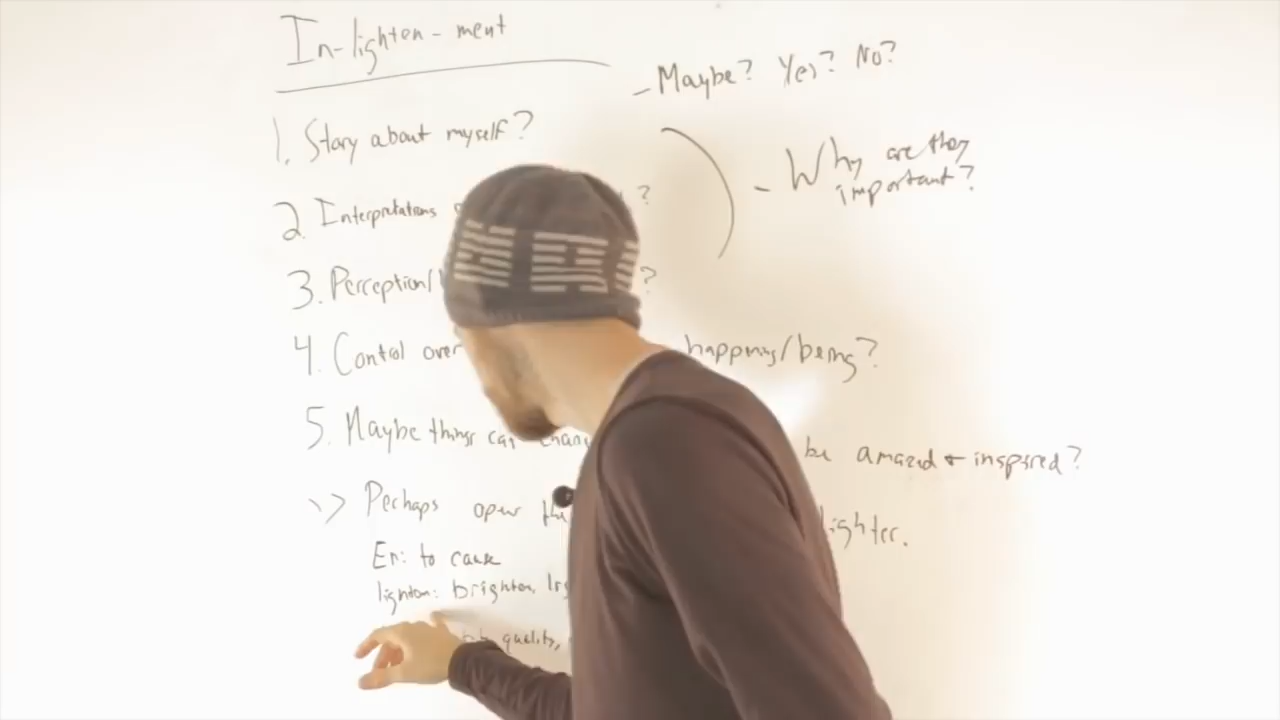 In-lighten-ment
- Maybe? Yes? No?
1. Story about myself?
- Why are they
important?
2. Interpretations ?
3. Perception/ ?
4. Control over happening/being?
5. Maybe things can chan be amazed + inspired?
>> Perhaps open the lighter.
En: to cause
lighten: brighten,
quality,